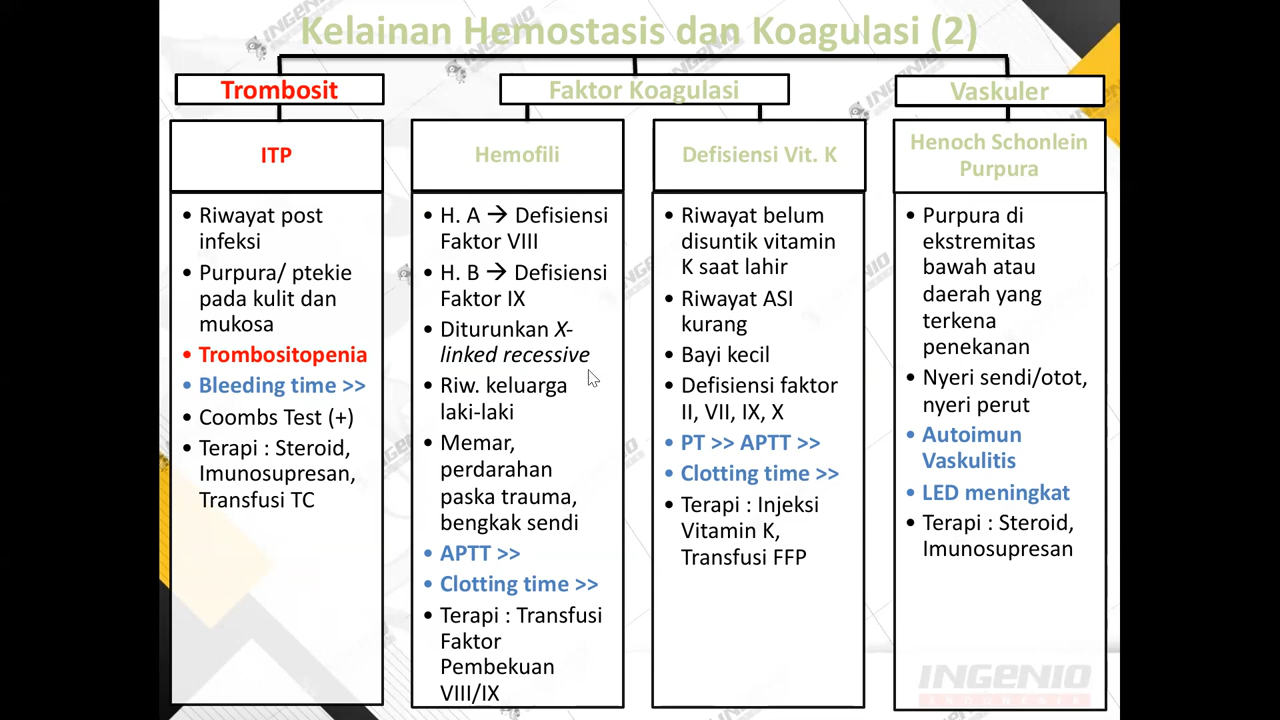 Kelainan Hemostasis dan Koagulasi (2)
Trombosit
ITP
• Riwayat post
infeksi
• Purpura/ ptekie
pada kulit dan
mukosa
• Trombositopenia
• Bleeding time >>
• Coombs Test (+)
• Terapi : Steroid,
Imunosupresan,
Transfusi TC
Faktor Koagulasi
Hemofili
• H. A → Defisiensi
Faktor VIII
• H. B → Defisiensi
Faktor IX
• Diturunkan X-
linked recessive
• Riw. keluarga
laki-laki
• Memar,
perdarahan
paska trauma,
bengkak sendi
• APTT >>
• Clotting time >>
• Terapi : Transfusi
Faktor
Pembekuan
VIII/IX
Defisiensi Vit. K
• Riwayat belum
disuntik vitamin
K saat lahir
• Riwayat ASI
kurang
• Bayi kecil
• Defisiensi faktor
II, VII, IX, X
• PT >> APTT >>
• Clotting time >>
• Terapi : Injeksi
Vitamin K,
Transfusi FFP
Vaskuler
Henoch Schonlein
Purpura
• Purpura di
ekstremitas
bawah atau
daerah yang
terkena
penekanan
• Nyeri sendi/otot,
nyeri perut
• Autoimun
Vaskulitis
• LED meningkat
• Terapi : Steroid,
Imunosupresan
INGENIO
INDONESIA